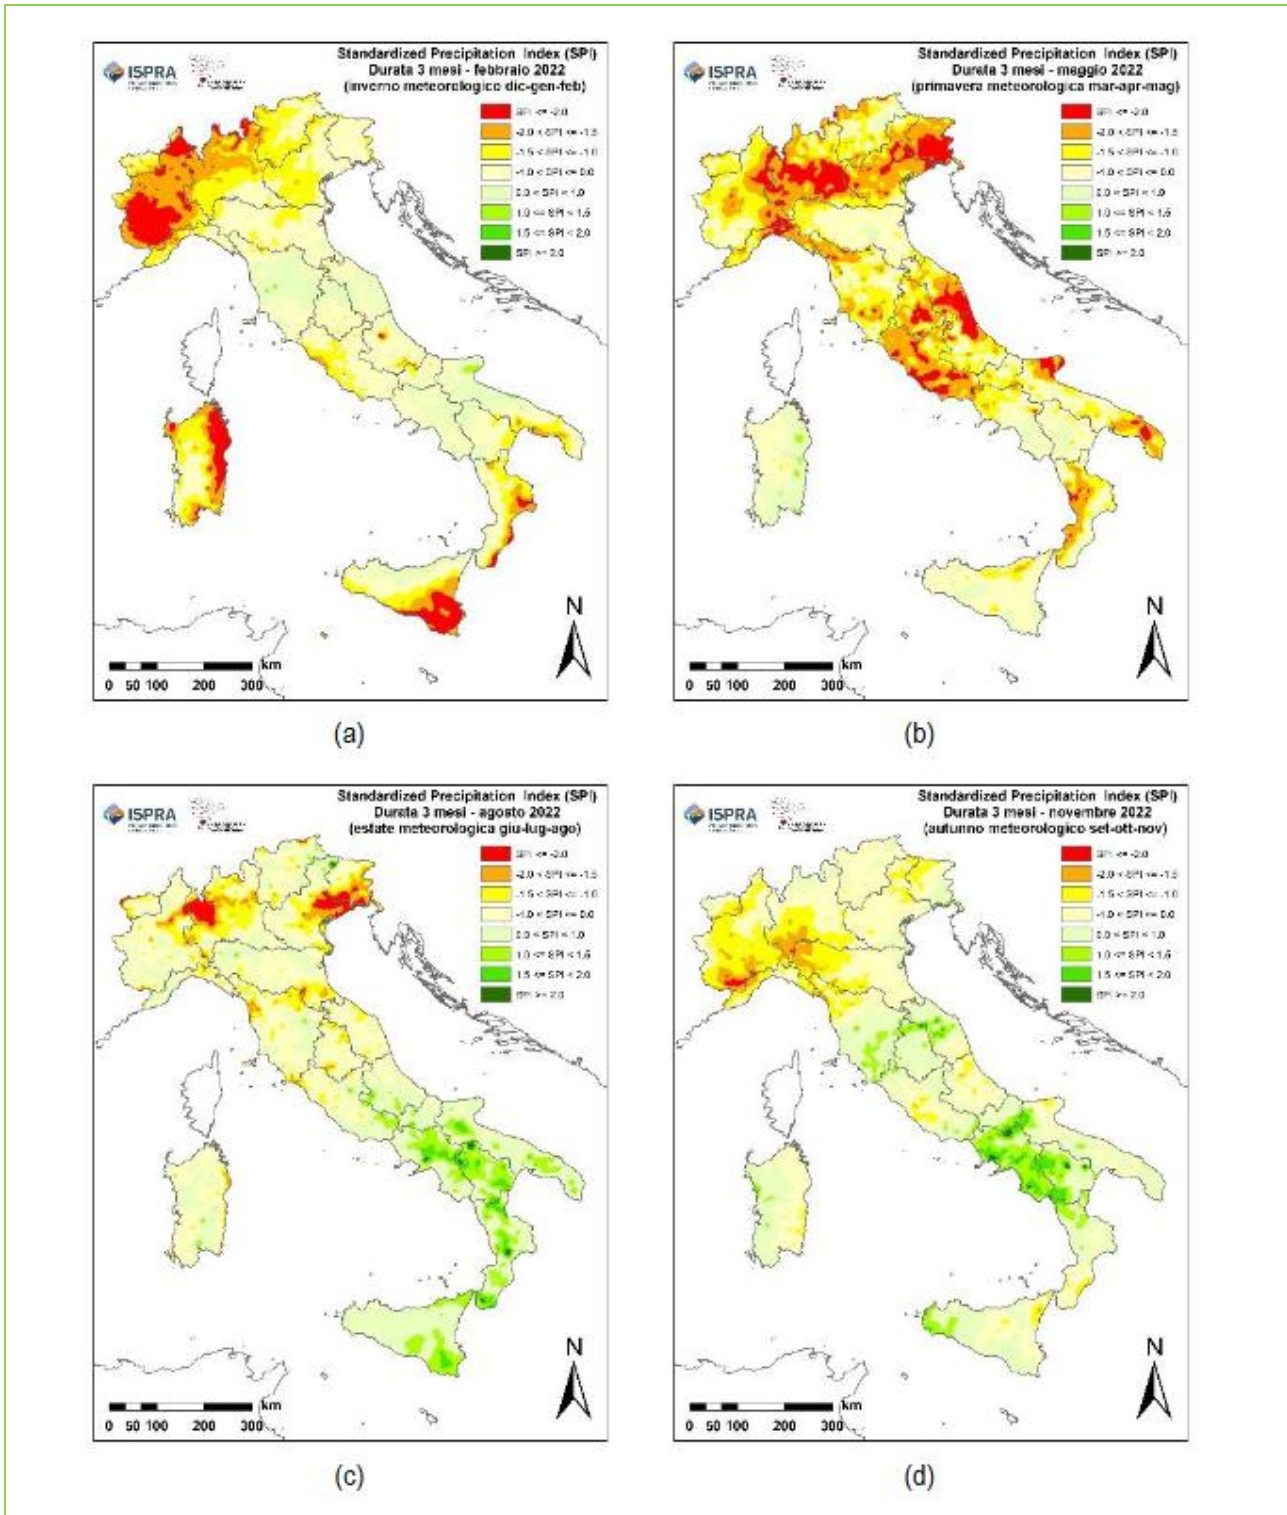 ISPRA
Standardized Precipitation Index (SPI)
Durata 3 mesi - febbraio 2022
(inverno meteorologico dic-gen-feb)
SPI <= -2.0
-2.0 < SPI <= -1.5
-1.5 < SPI <= -1.0
-1.0 < SPI <= 0.0
0.0 < SPI < 1.0
1.0 <= SPI < 1.5
1.5 <= SPI < 2.0
SPI >= 2.0
N
km
0 50 100 200 300
(a)
ISPRA
Standardized Precipitation Index (SPI)
Durata 3 mesi - maggio 2022
(primavera meteorologica mar-apr-mag)
SPI <= -2.0
-2.0 < SPI <= -1.5
-1.5 < SPI <= -1.0
-1.0 < SPI <= 0.0
0.0 < SPI < 1.0
1.0 <= SPI < 1.5
1.5 <= SPI < 2.0
SPI >= 2.0
N
km
0 50 100 200 300
(b)
ISPRA
Standardized Precipitation Index (SPI)
Durata 3 mesi - agosto 2022
(estate meteorologica giu-lug-ago)
SPI <= -2.0
-2.0 < SPI <= -1.5
-1.5 < SPI <= -1.0
-1.0 < SPI <= 0.0
0.0 < SPI < 1.0
1.0 <= SPI < 1.5
1.5 <= SPI < 2.0
SPI >= 2.0
N
km
0 50 100 200 300
(c)
ISPRA
Standardized Precipitation Index (SPI)
Durata 3 mesi - novembre 2022
(autunno meteorologico set-ott-nov)
SPI <= -2.0
-2.0 < SPI <= -1.5
-1.5 < SPI <= -1.0
-1.0 < SPI <= 0.0
0.0 < SPI < 1.0
1.0 <= SPI < 1.5
1.5 <= SPI < 2.0
SPI >= 2.0
N
km
0 50 100 200 300
(d)